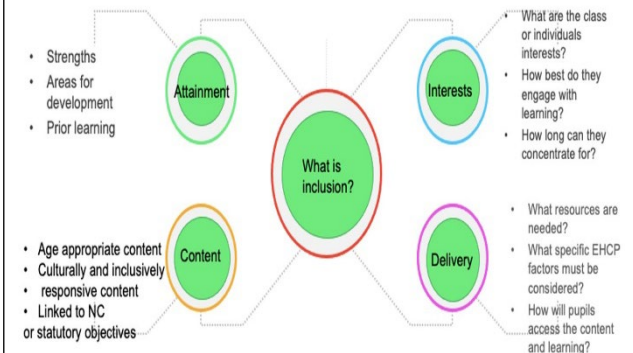 • Strengths
• Areas for
development
• Prior learning
Attainment
Interests
• What are the class
or individuals
interests?
• How best do they
engage with
learning?
• How long can they
concentrate for?
What is
inclusion?
• Age appropriate content
• Culturally and inclusively
• responsive content
• Linked to NC
or statutory objectives
Content
Delivery
• What resources are
needed?
• What specific EHCP
factors must be
considered?
• How will pupils
access the content
and learning?